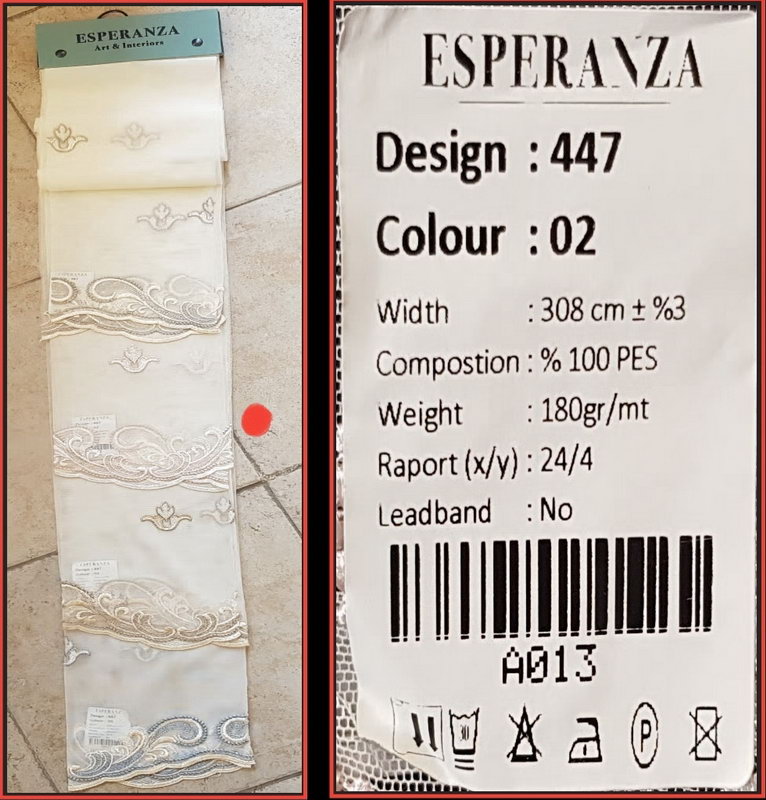 ESPERANZA
Art & Interiors
ESPERANZA
Design : 447
Colour : 02
Width : 308 cm ± %3
Compostion : % 100 PES
Weight : 180gr/mt
Raport (x/y) : 24/4
Leadband : No
A013
30
P